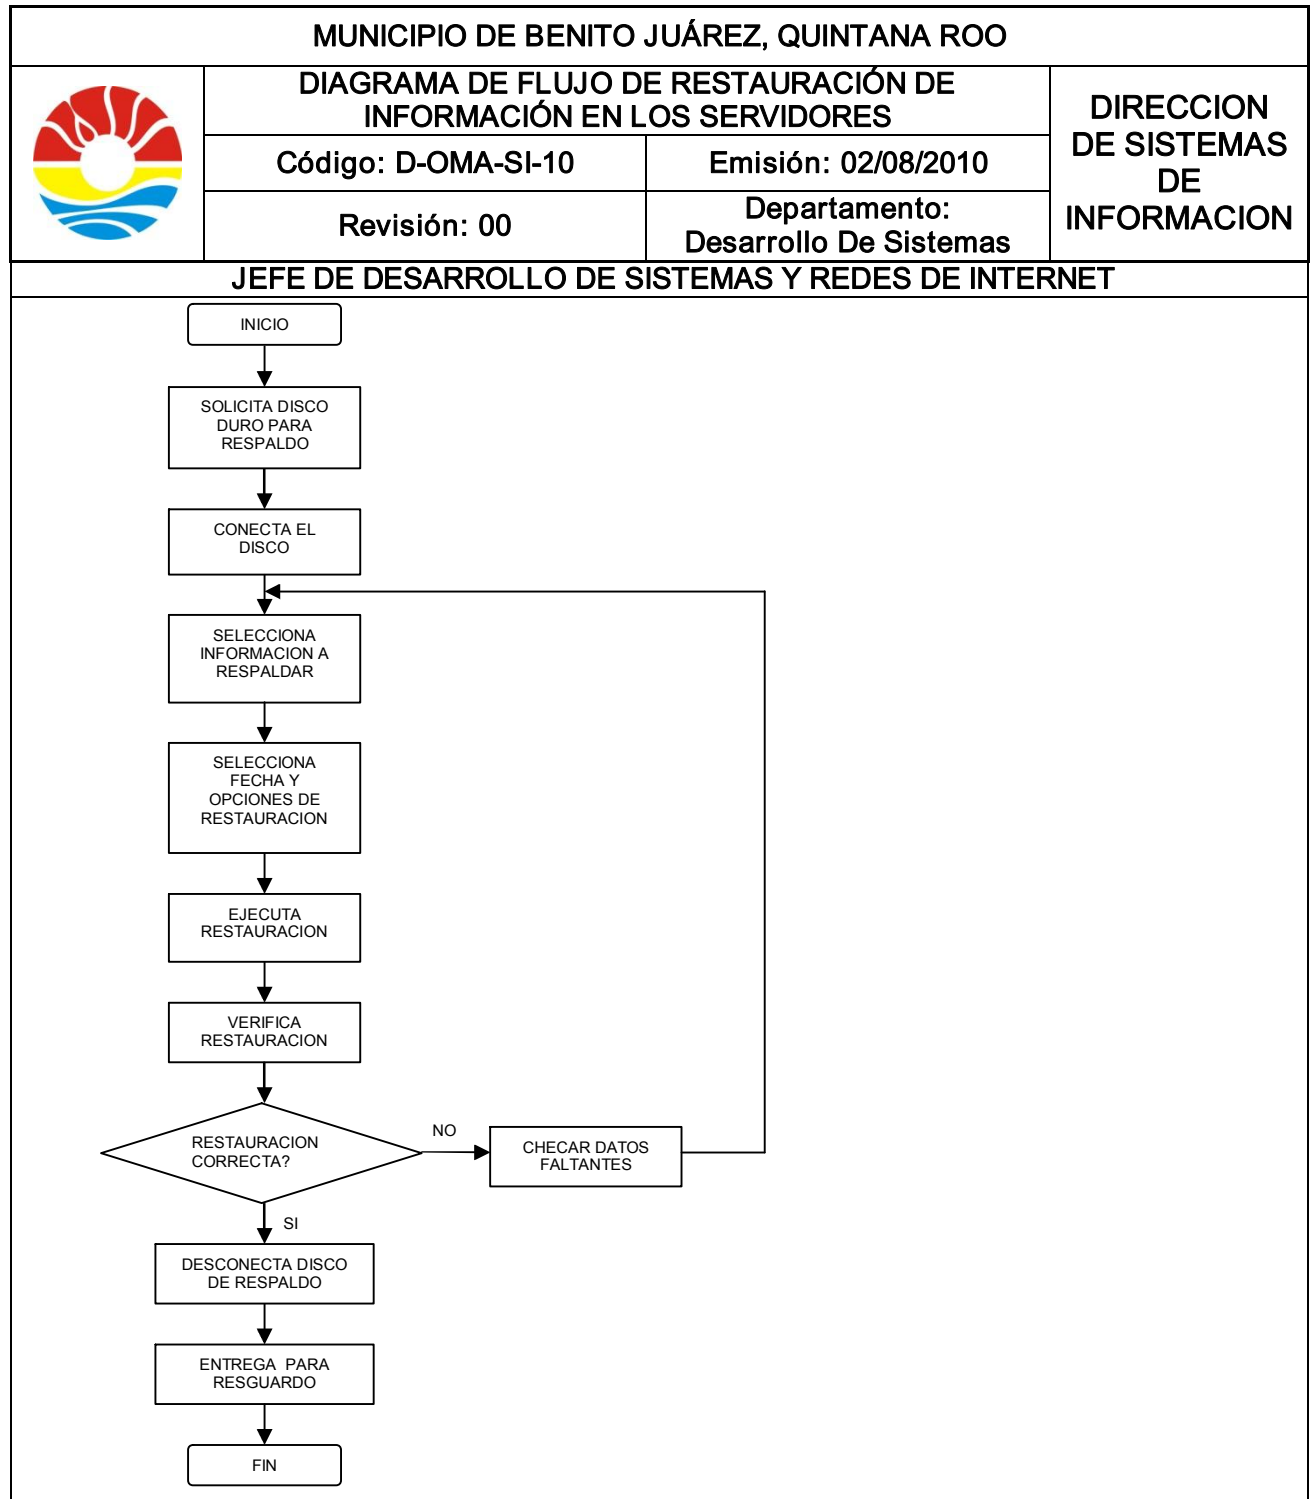 MUNICIPIO DE BENITO JUÁREZ, QUINTANA ROO
DIAGRAMA DE FLUJO DE RESTAURACIÓN DE
INFORMACIÓN EN LOS SERVIDORES
Código: D-OMA-SI-10
Emisión: 02/08/2010
Revisión: 00
Departamento:
Desarrollo De Sistemas
DIRECCION
DE SISTEMAS
DE
INFORMACION
JEFE DE DESARROLLO DE SISTEMAS Y REDES DE INTERNET
INICIO
SOLICITA DISCO
DURO PARA
RESPALDO
CONECTA EL
DISCO
SELECCIONA
INFORMACION A
RESPALDAR
SELECCIONA
FECHA Y
OPCIONES DE
RESTAURACION
EJECUTA
RESTAURACION
VERIFICA
RESTAURACION
RESTAURACION
CORRECTA?
NO
CHECAR DATOS
FALTANTES
SI
DESCONECTA DISCO
DE RESPALDO
ENTREGA PARA
RESGUARDO
FIN